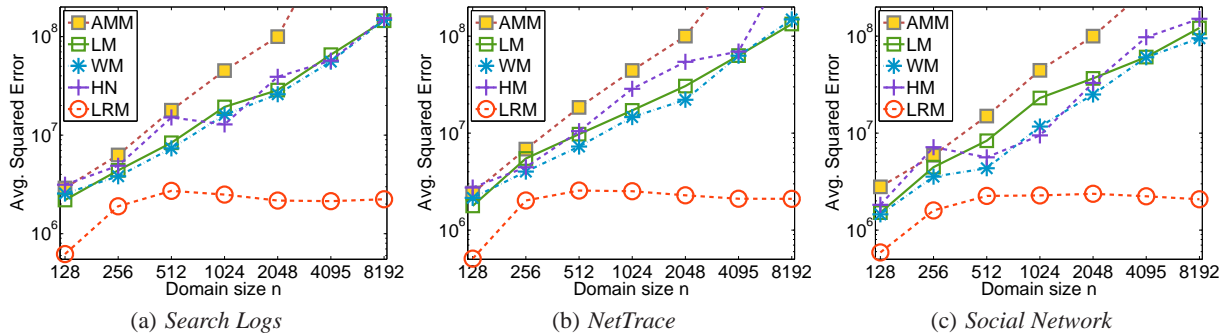 Avg. Squared Error
10^8
10^7
10^6
AMM
LM
WM
HN
LRM
128 256 512 1024 2048 4095 8192
Domain size n
(a) Search Logs
Avg. Squared Error
10^8
10^7
10^6
AMM
LM
WM
HM
LRM
128 256 512 1024 2048 4095 8192
Domain size n
(b) NetTrace
Avg. Squared Error
10^8
10^7
10^6
AMM
LM
WM
HM
LRM
128 256 512 1024 2048 4095 8192
Domain size n
(c) Social Network